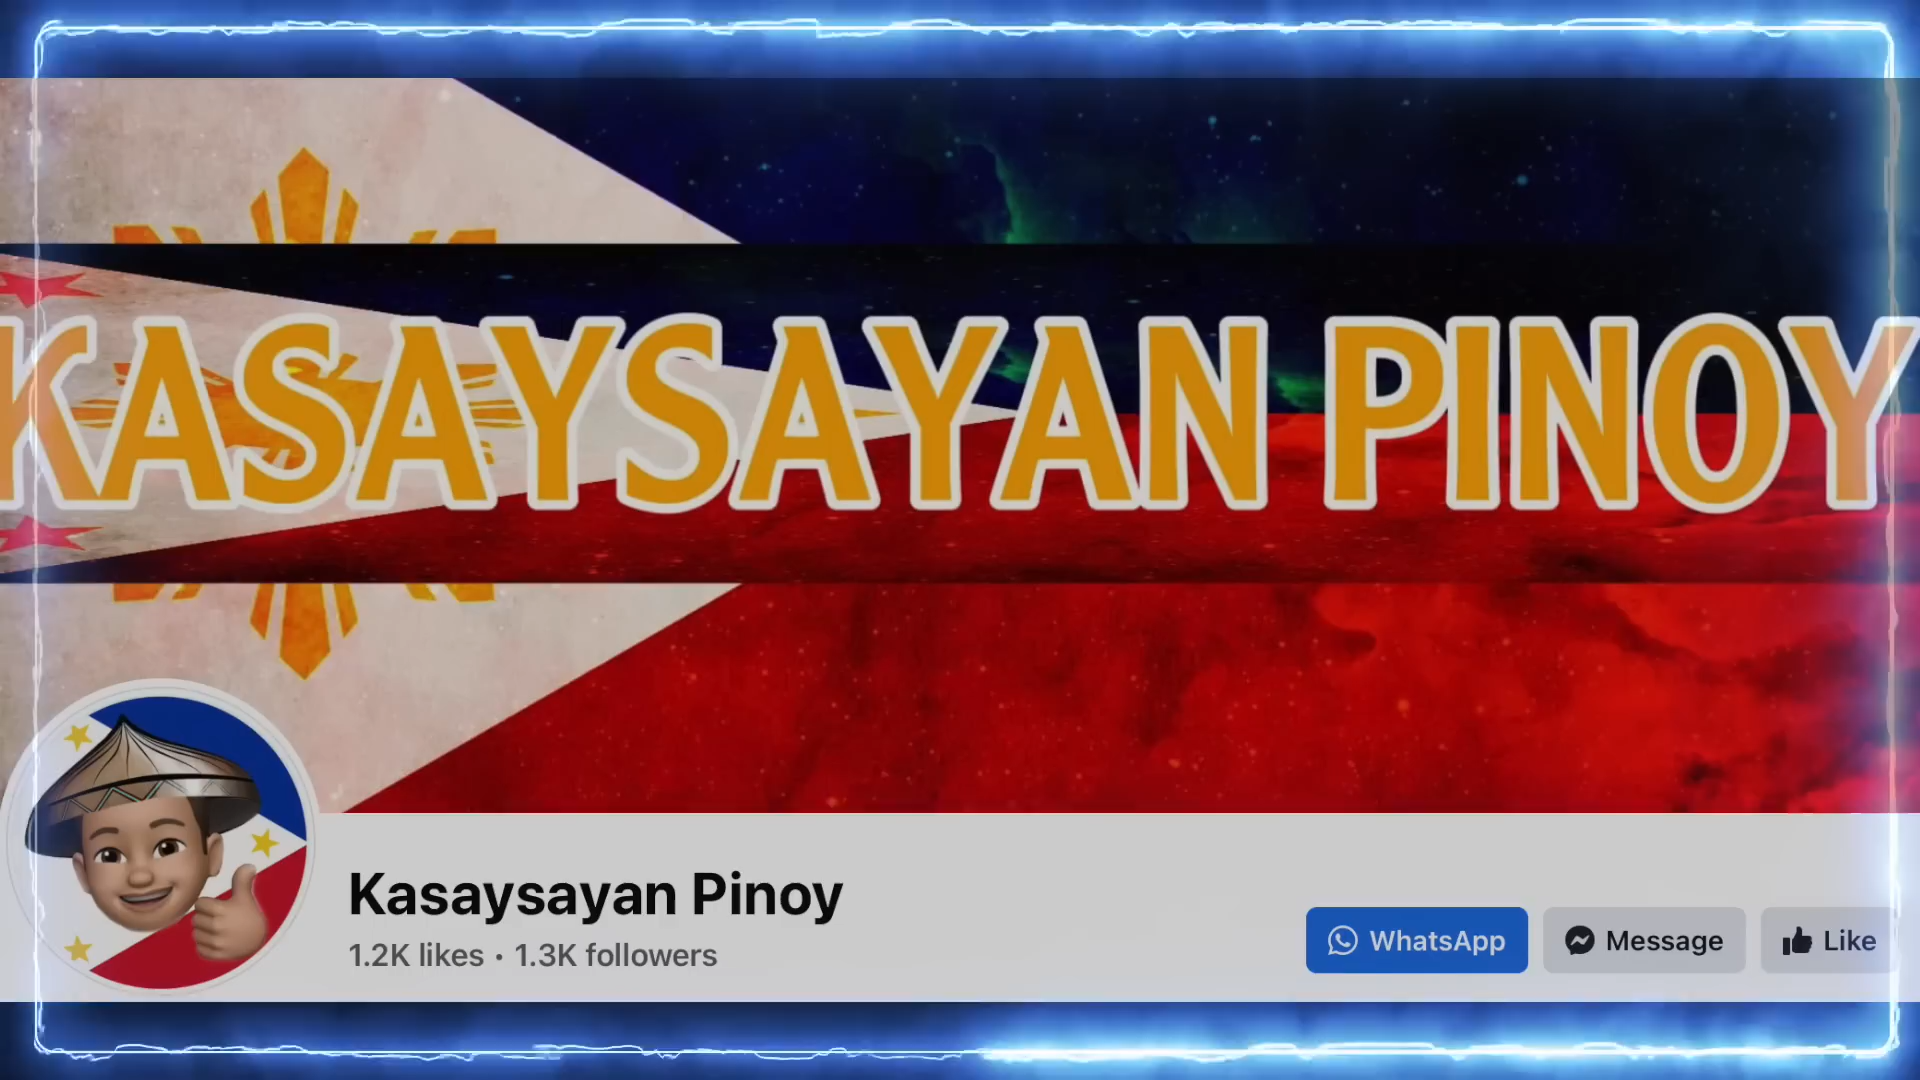 KASAYSAYAN PINOY
Kasaysayan Pinoy
1.2K likes • 1.3K followers
WhatsApp
Message
Like